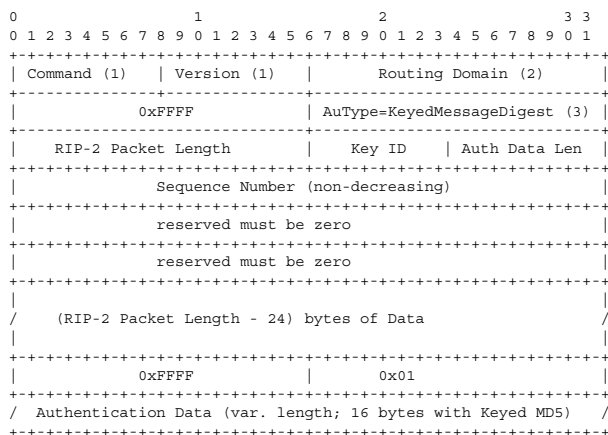 0                   1                   2                   3 3
0 1 2 3 4 5 6 7 8 9 0 1 2 3 4 5 6 7 8 9 0 1 2 3 4 5 6 7 8 9 0 1
+-+-+-+-+-+-+-+-+-+-+-+-+-+-+-+-+-+-+-+-+-+-+-+-+-+-+-+-+-+-+-+-+
| Command (1) | Version (1) | Routing Domain (2) |
+---------------+---------------+-------------------------------+
| 0xFFFF | AuType=KeyedMessageDigest (3) |
+-------------------------------+-------------------------------+
| RIP-2 Packet Length | Key ID | Auth Data Len |
+-+-+-+-+-+-+-+-+-+-+-+-+-+-+-+-+-+-+-+-+-+-+-+-+-+-+-+-+-+-+-+-+
| Sequence Number (non-decreasing) |
+-+-+-+-+-+-+-+-+-+-+-+-+-+-+-+-+-+-+-+-+-+-+-+-+-+-+-+-+-+-+-+-+
| reserved must be zero |
+-+-+-+-+-+-+-+-+-+-+-+-+-+-+-+-+-+-+-+-+-+-+-+-+-+-+-+-+-+-+-+-+
| reserved must be zero |
+-+-+-+-+-+-+-+-+-+-+-+-+-+-+-+-+-+-+-+-+-+-+-+-+-+-+-+-+-+-+-+-+
| |
/ (RIP-2 Packet Length - 24) bytes of Data /
| |
+-+-+-+-+-+-+-+-+-+-+-+-+-+-+-+-+-+-+-+-+-+-+-+-+-+-+-+-+-+-+-+-+
| 0xFFFF | 0x01 |
+-+-+-+-+-+-+-+-+-+-+-+-+-+-+-+-+-+-+-+-+-+-+-+-+-+-+-+-+-+-+-+-+
/ Authentication Data (var. length; 16 bytes with Keyed MD5) /
+-+-+-+-+-+-+-+-+-+-+-+-+-+-+-+-+-+-+-+-+-+-+-+-+-+-+-+-+-+-+-+-+